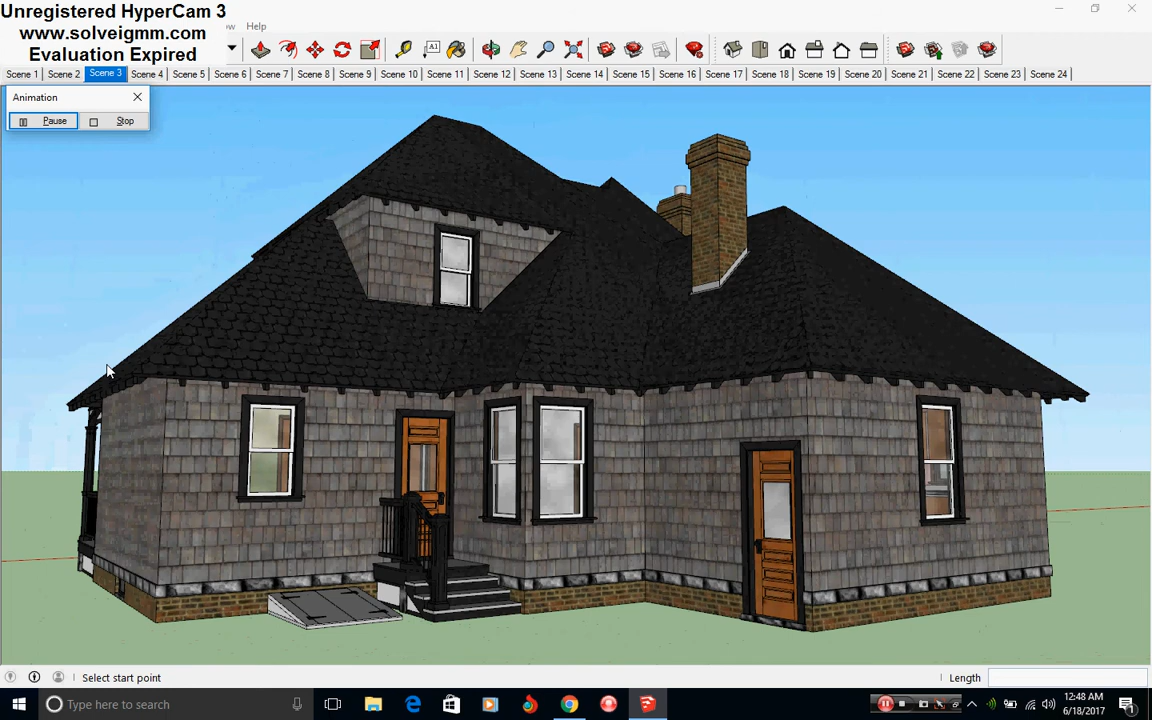 Unregistered HyperCam 3
www.solveigmm.com
Evaluation Expired
Help
Scene 1 Scene 2 Scene 3 Scene 4 Scene 5 Scene 6 Scene 7 Scene 8 Scene 9 Scene 10 Scene 11 Scene 12 Scene 13 Scene 14 Scene 15 Scene 16 Scene 17 Scene 18 Scene 19 Scene 20 Scene 21 Scene 22 Scene 23 Scene 24
Animation
Pause Stop
Select start point Length
Type here to search
12:48 AM
6/18/2017